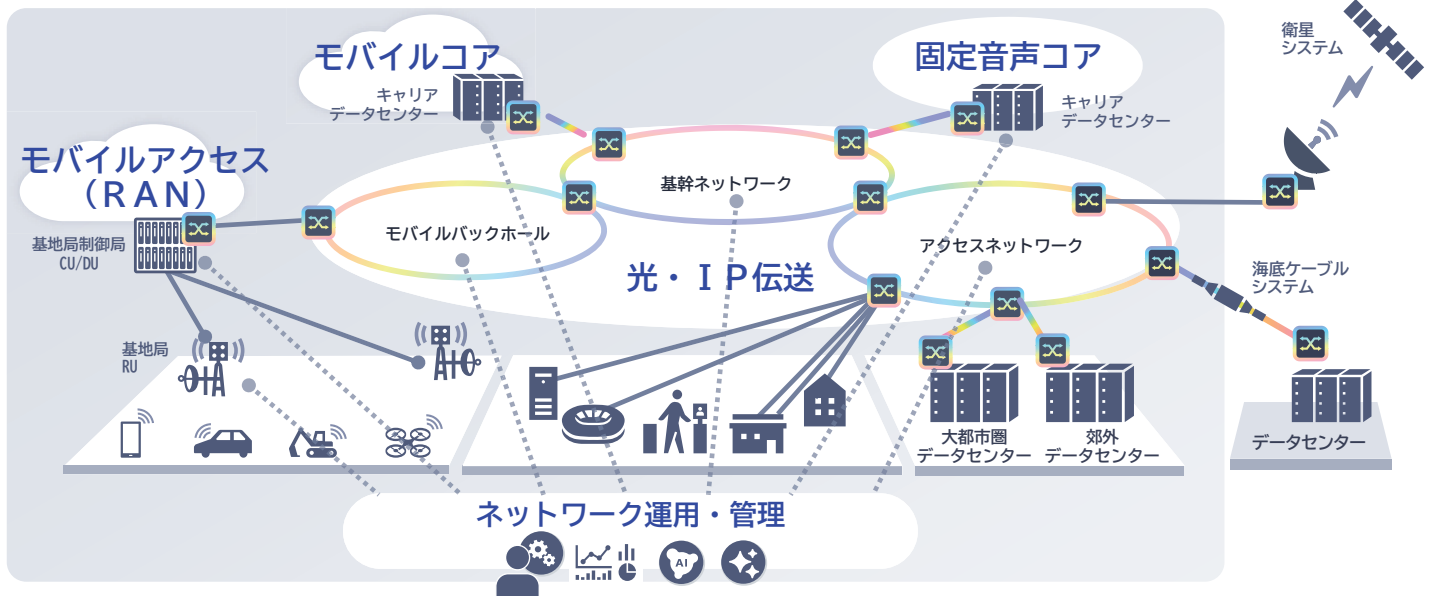 モバイルコア
キャリア
データセンター
固定音声コア
キャリア
データセンター
衛星
システム
モバイルアクセス
（ＲＡＮ）
基地局制御局
CU/DU
基幹ネットワーク
モバイルバックホール
アクセスネットワーク
光・ＩＰ伝送
海底ケーブル
システム
基地局
RU
大都市圏
データセンター
郊外
データセンター
データセンター
ネットワーク運用・管理
AI